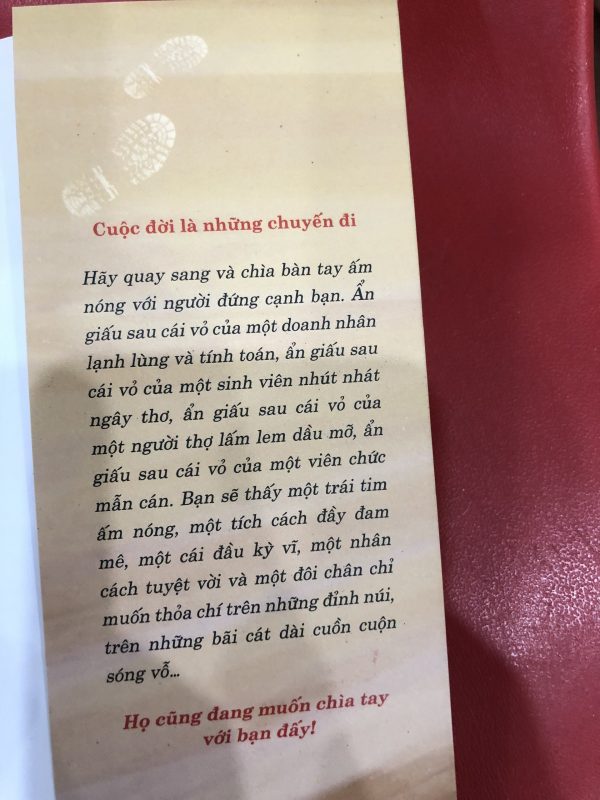 Cuộc đời là những chuyến đi
Hãy quay sang và chìa bàn tay ấm
nóng với người đứng cạnh bạn. Ẩn
giấu sau cái vỏ của một doanh nhân
lạnh lùng và tính toán, ẩn giấu sau
cái vỏ của một sinh viên nhút nhát
ngây thơ, ẩn giấu sau cái vỏ của
một người thợ lấm lem dầu mỡ, ẩn
giấu sau cái vỏ của một viên chức
mẫn cán. Bạn sẽ thấy một trái tim
ấm nóng, một tích cách đầy đam
mê, một cái đầu kỳ vĩ, một nhân
cách tuyệt vời và một đôi chân chỉ
muốn thỏa chí trên những đỉnh núi,
trên những bãi cát dài cuồn cuộn
sóng vỗ...
Họ cũng đang muốn chìa tay
với bạn đấy!